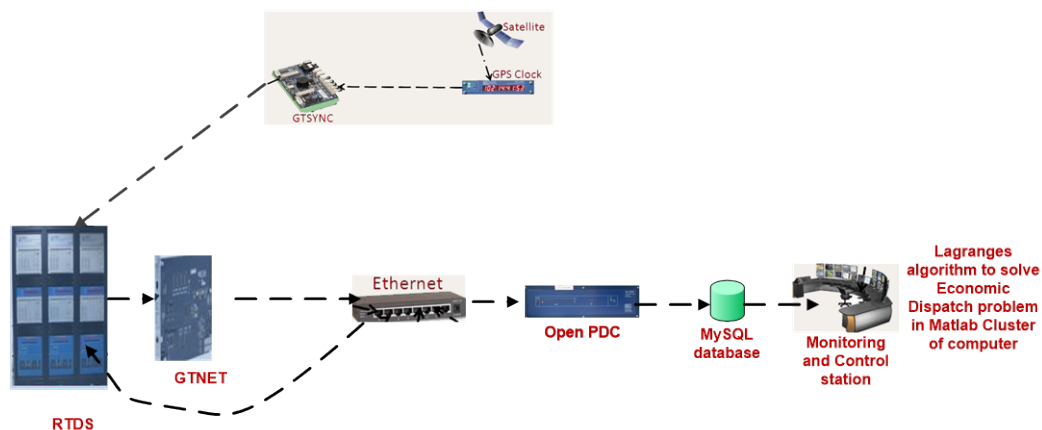 Satellite
GPS Clock
GTSYNC
Ethernet
Open PDC
GTNET
RTDS
MySQL
database
Monitoring
and Control
station
Lagranges
algorithm to solve
Economic
Dispatch problem
in Matlab Cluster
of computer